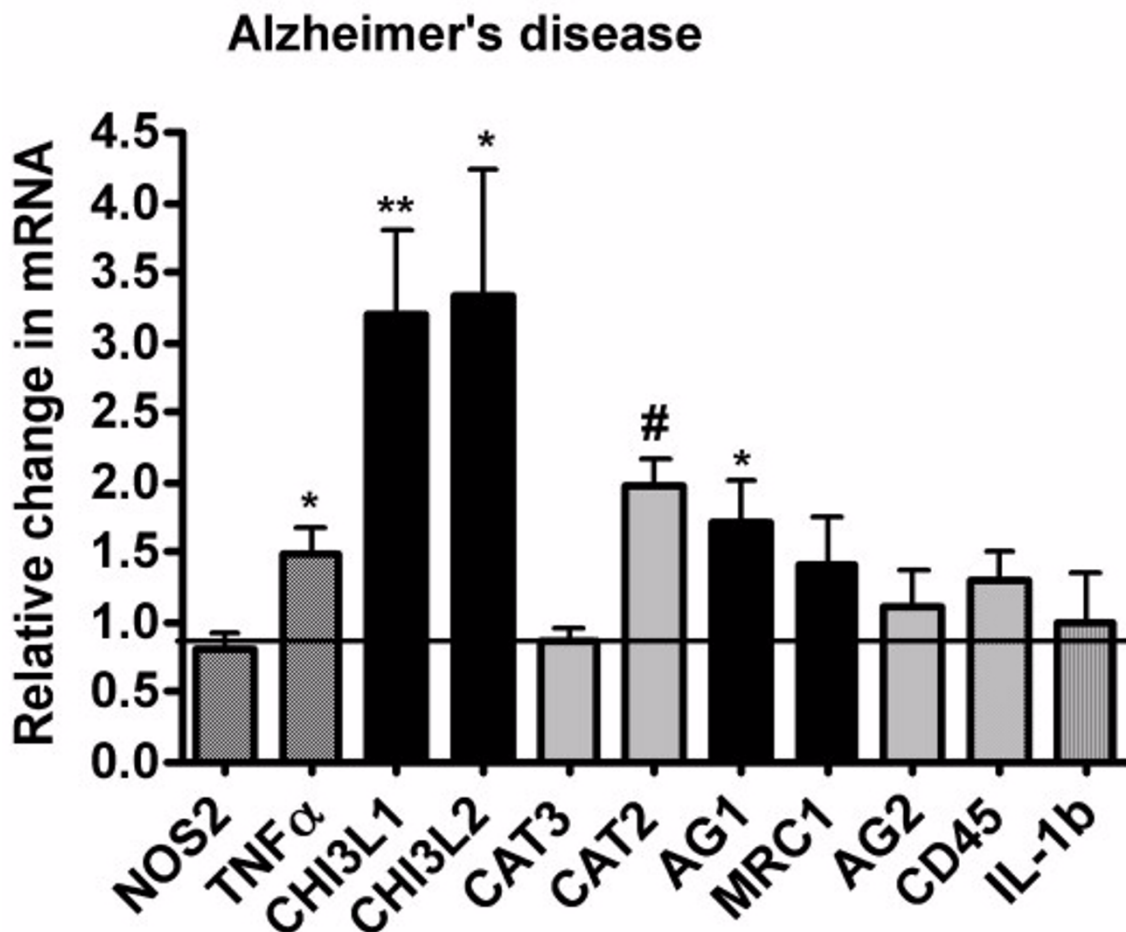 Alzheimer's disease
Relative change in mRNA
4.5
4.0
3.5
3.0
2.5
2.0
1.5
1.0
0.5
0.0
*
**
*
#
*
NOS2
TNFα
CHI3L1
CHI3L2
CAT3
CAT2
AG1
MRC1
AG2
CD45
IL-1b